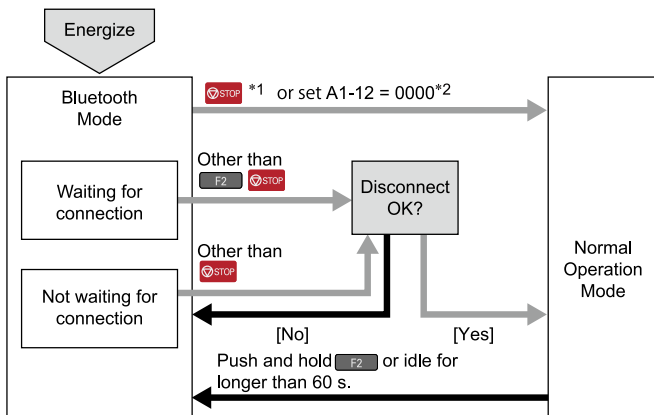 Energize
Bluetooth
Mode
STOP *1 or set A1-12 = 0000*2
Other than
F2 STOP
Waiting for
connection
Disconnect
OK?
Other than
STOP
Not waiting for
connection
Normal
Operation
Mode
[No]
[Yes]
Push and hold F2 or idle for
longer than 60 s.